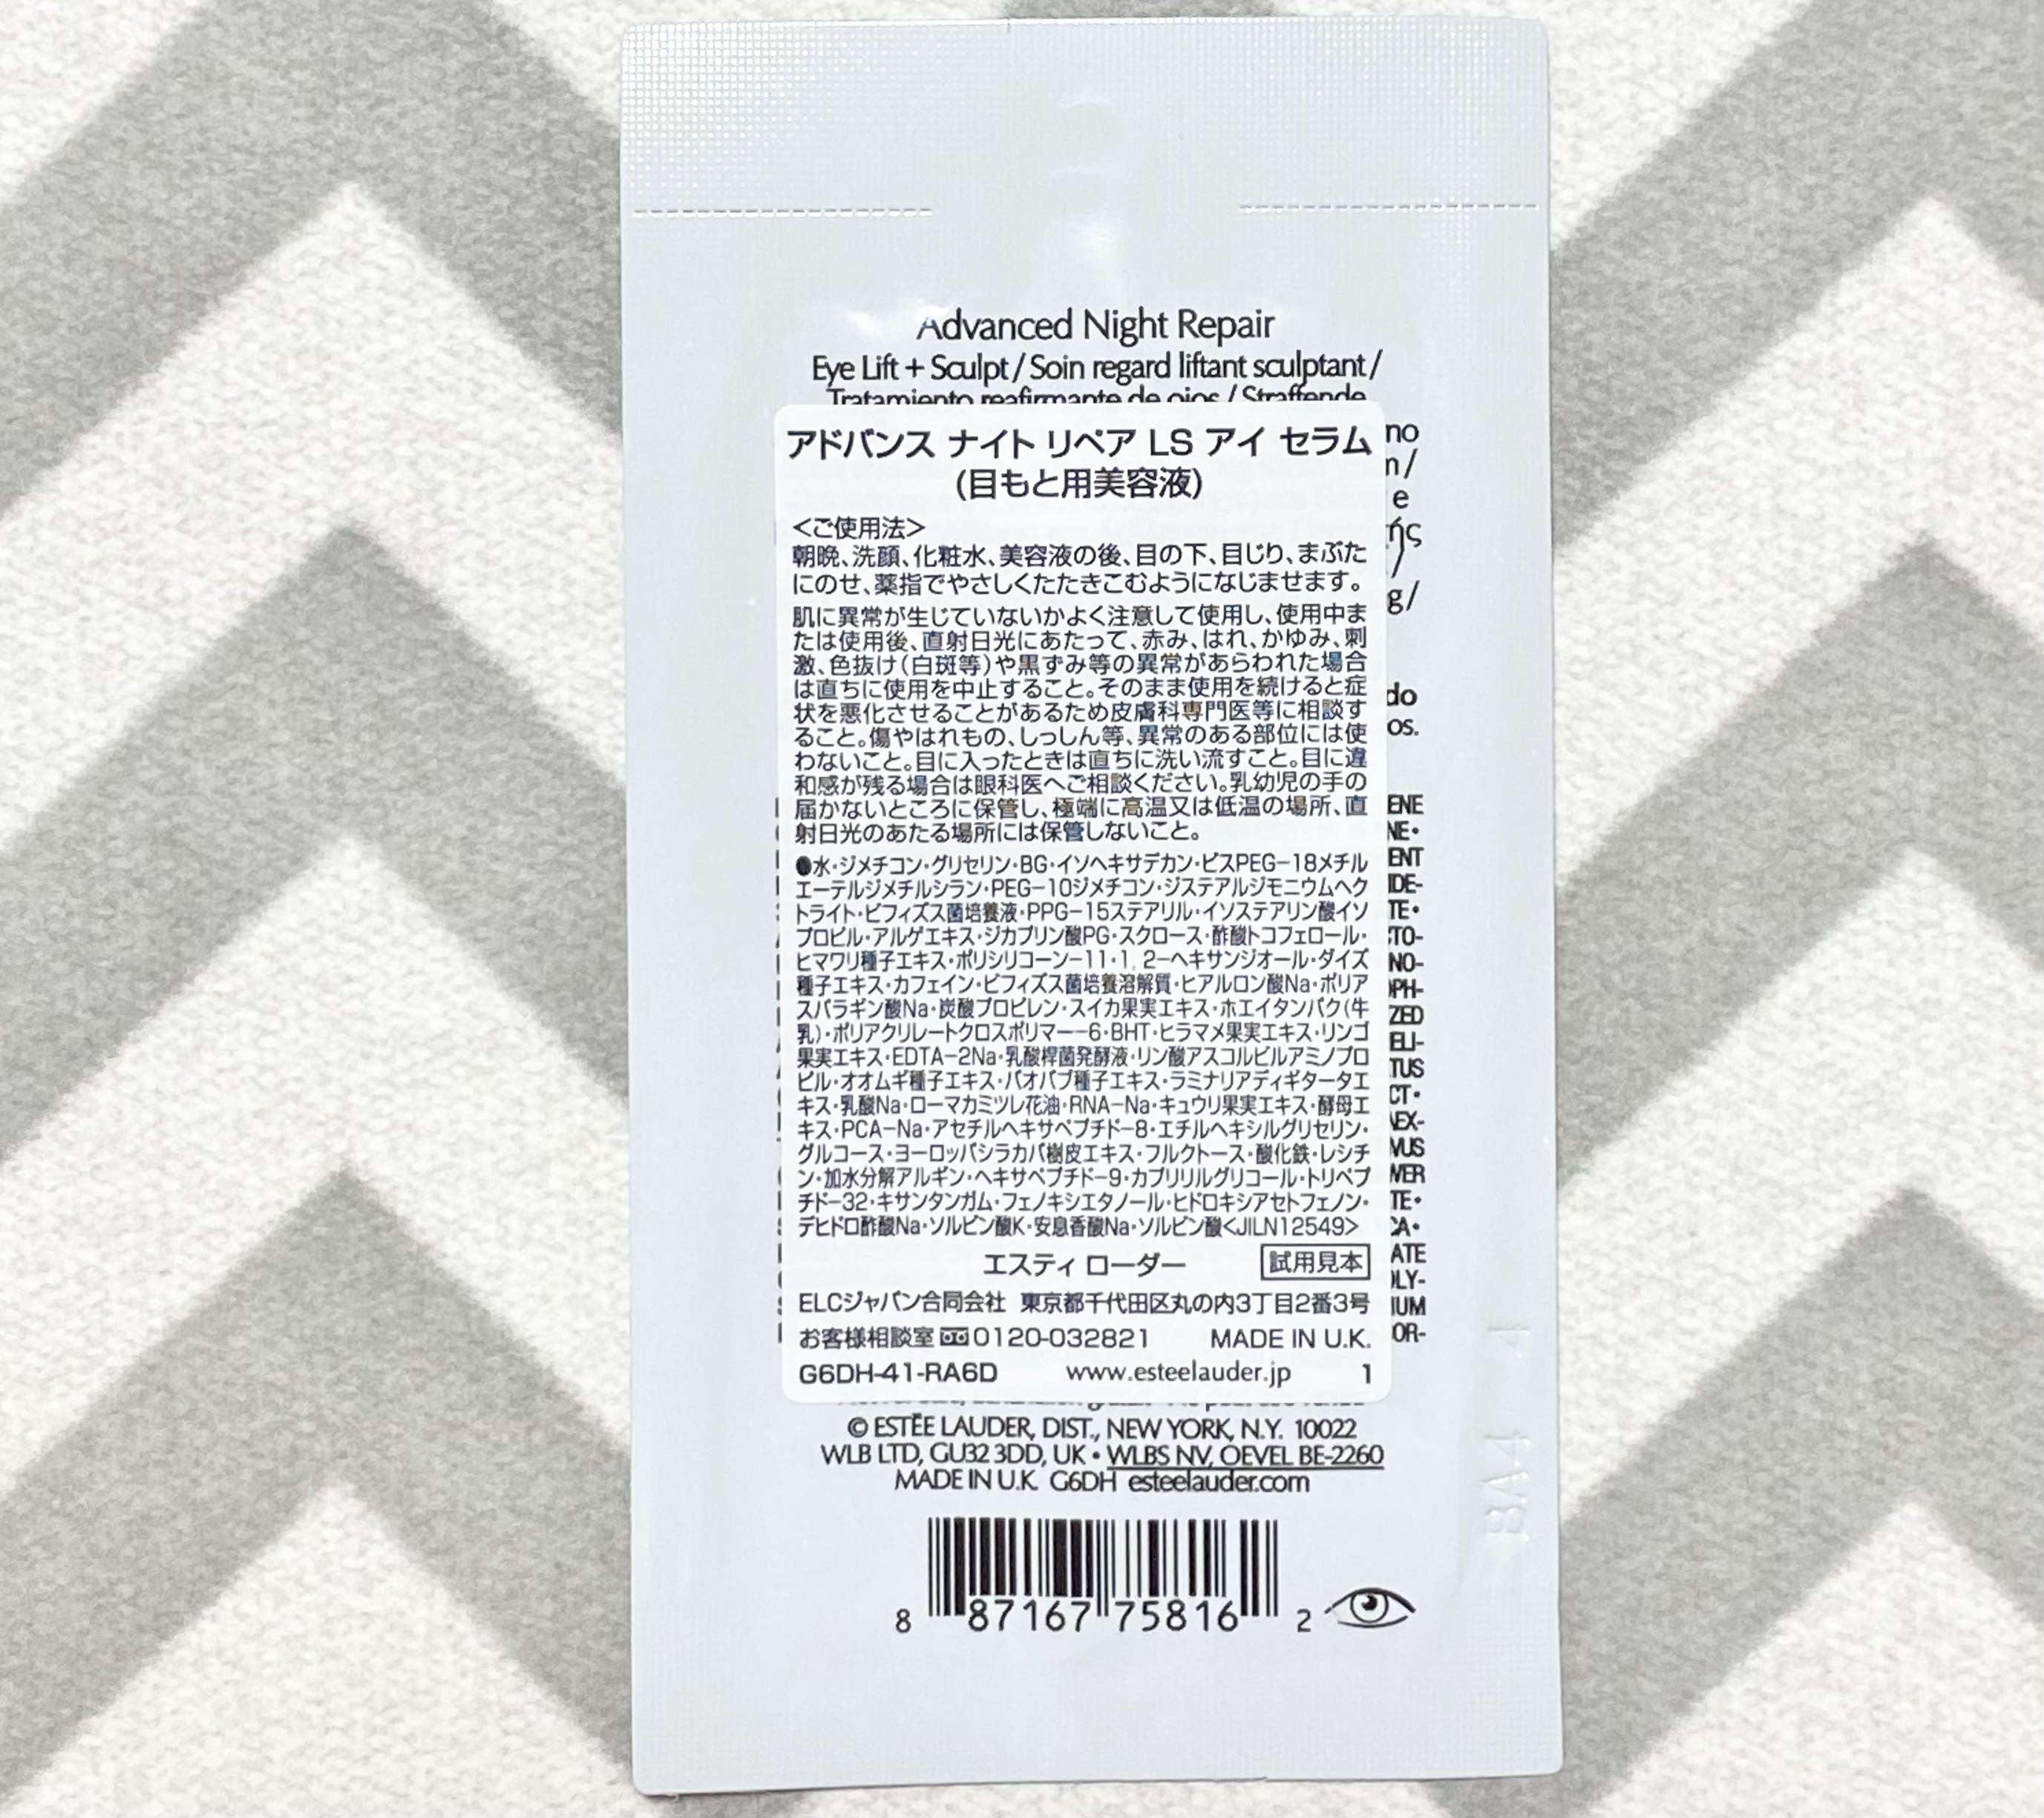 Advanced Night Repair
Eye Lift + Sculpt / Soin regard liftant sculptant /
Tratamiento reafirmante de ojos / Straffende
アドバンス ナイト リペア LS アイ セラム
(目もと用美容液)
＜ご使用法＞
朝晩、洗顔、化粧水、美容液の後、目の下、目じり、まぶた
にのせ、薬指でやさしくたたきこむようになじませます。
肌に異常が生じていないかよく注意して使用し、使用中ま
たは使用後、直射日光にあたって、赤み、はれ、かゆみ、刺
激、色抜け(白斑等)や黒ずみ等の異常があらわれた場合
は直ちに使用を中止すること。そのまま使用を続けると症
状を悪化させることがあるため皮膚科専門医等に相談す
ること。傷やはれもの、しっしん等、異常のある部位には使
わないこと。目に入ったときは直ちに洗い流すこと。目に違
和感が残る場合は眼科医へご相談ください。乳幼児の手の
届かないところに保管し、極端に高温又は低温の場所、直
射日光のあたる場所には保管しないこと。
●水・ジメチコン・グリセリン・BG・イソヘキサデカン・ビスPEG-18メチル
エーテルジメチルシラン・PEG-10ジメチコン・ジステアルジモニウムヘク
トライト・ビフィズス菌培養液・PPG-15ステアリル・イソステアリン酸イソ
プロピル・アルゲエキス・ジカプリン酸PG・スクロース・酢酸トコフェロール・
ヒマワリ種子エキス・ポリシリコーン-11・1, 2-ヘキサンジオール・ダイズ
種子エキス・カフェイン・ビフィズス菌培養溶解質・ヒアルロン酸Na・ポリア
スパラギン酸Na・炭酸プロピレン・スイカ果実エキス・ホエイタンパク(牛
乳)・ポリアクリレートクロスポリマー-6・BHT・ヒラマメ果実エキス・リンゴ
果実エキス・EDTA-2Na・乳酸桿菌発酵液・リン酸アスコルビルアミノプロ
ピル・オオムギ種子エキス・バオバブ種子エキス・ラミナリアディギタータエ
キス・乳酸Na・ローマカミツレ花油・RNA-Na・キュウリ果実エキス・酵母エ
キス・PCA-Na・アセチルヘキサペプチド-8・エチルヘキシルグリセリン・
グルコース・ヨーロッパシラカバ樹皮エキス・フルクトース・酸化鉄・レシチ
ン・加水分解アルギン・ヘキサペプチド-9・カプリリルグリコール・トリペプ
チド-32・キサンタンガム・フェノキシエタノール・ヒドロキシアセトフェノン・
デヒドロ酢酸Na・ソルビン酸K・安息香酸Na・ソルビン酸<JILN12549>
エスティ ローダー 試用見本
ELCジャパン合同会社 東京都千代田区丸の内3丁目2番3号
お客様相談室 0120-032821 MADE IN U.K.
G6DH-41-RA6D www.esteelauder.jp 1
© ESTĒE LAUDER, DIST., NEW YORK, N.Y. 10022
WLB LTD, GU32 3DD, UK • WLBS NV, OEVEL BE-2260
MADE IN U.K. G6DH esteelauder.com
8 87167 75816 2
BA4 4